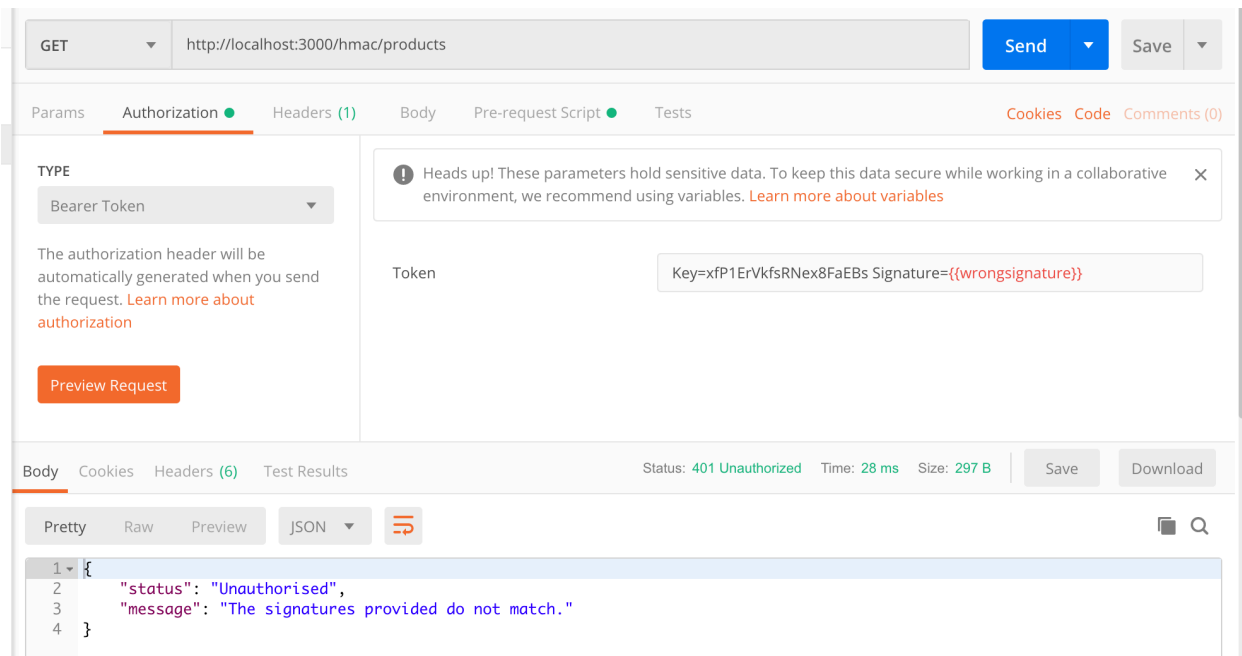 GET http://localhost:3000/hmac/products Send Save
Params Authorization Headers (1) Body Pre-request Script Tests Cookies Code Comments (0)
TYPE
Bearer Token
The authorization header will be
automatically generated when you send
the request. Learn more about
authorization
Preview Request
Heads up! These parameters hold sensitive data. To keep this data secure while working in a collaborative
environment, we recommend using variables. Learn more about variables
Token Key=xfP1ErVkfsRNex8FaEBs Signature={{wrongsignature}}
Body Cookies Headers (6) Test Results Status: 401 Unauthorized Time: 28 ms Size: 297 B Save Download
Pretty Raw Preview JSON
1 {
2 "status": "Unauthorised",
3 "message": "The signatures provided do not match."
4 }